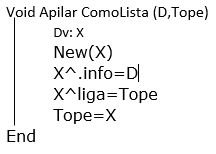 Void Apilar ComoLista (D,Tope)
Dv: X
New(X)
X^.info=D
X^liga=Tope
Tope=X
End